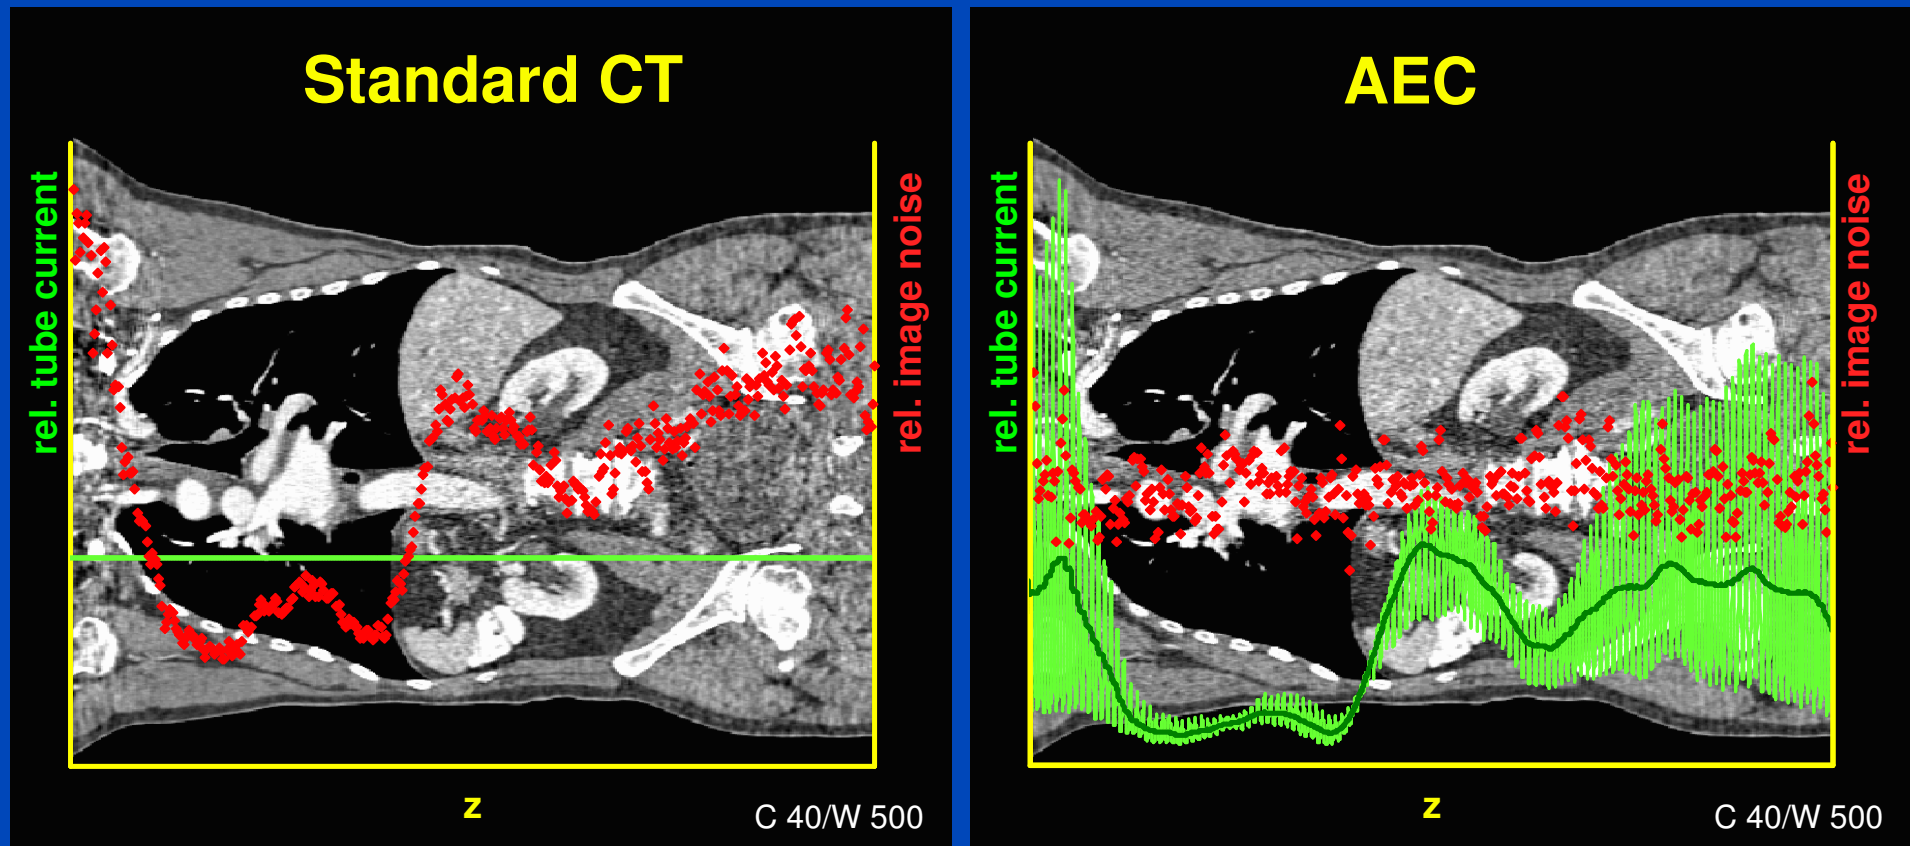 Standard CT
rel. tube current
rel. image noise
z
C 40/W 500
AEC
rel. tube current
rel. image noise
z
C 40/W 500